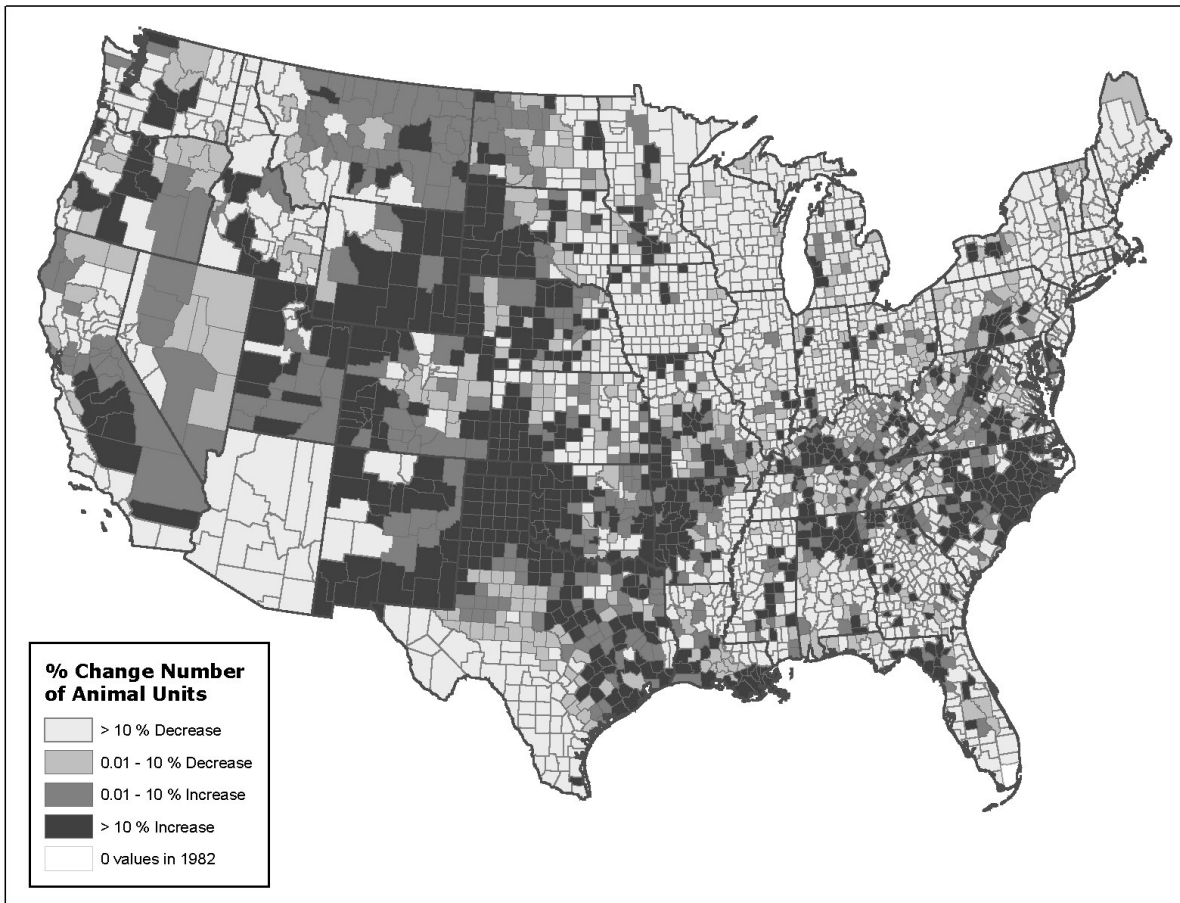 % Change Number
of Animal Units
> 10 % Decrease
0.01 - 10 % Decrease
0.01 - 10 % Increase
> 10 % Increase
0 values in 1982